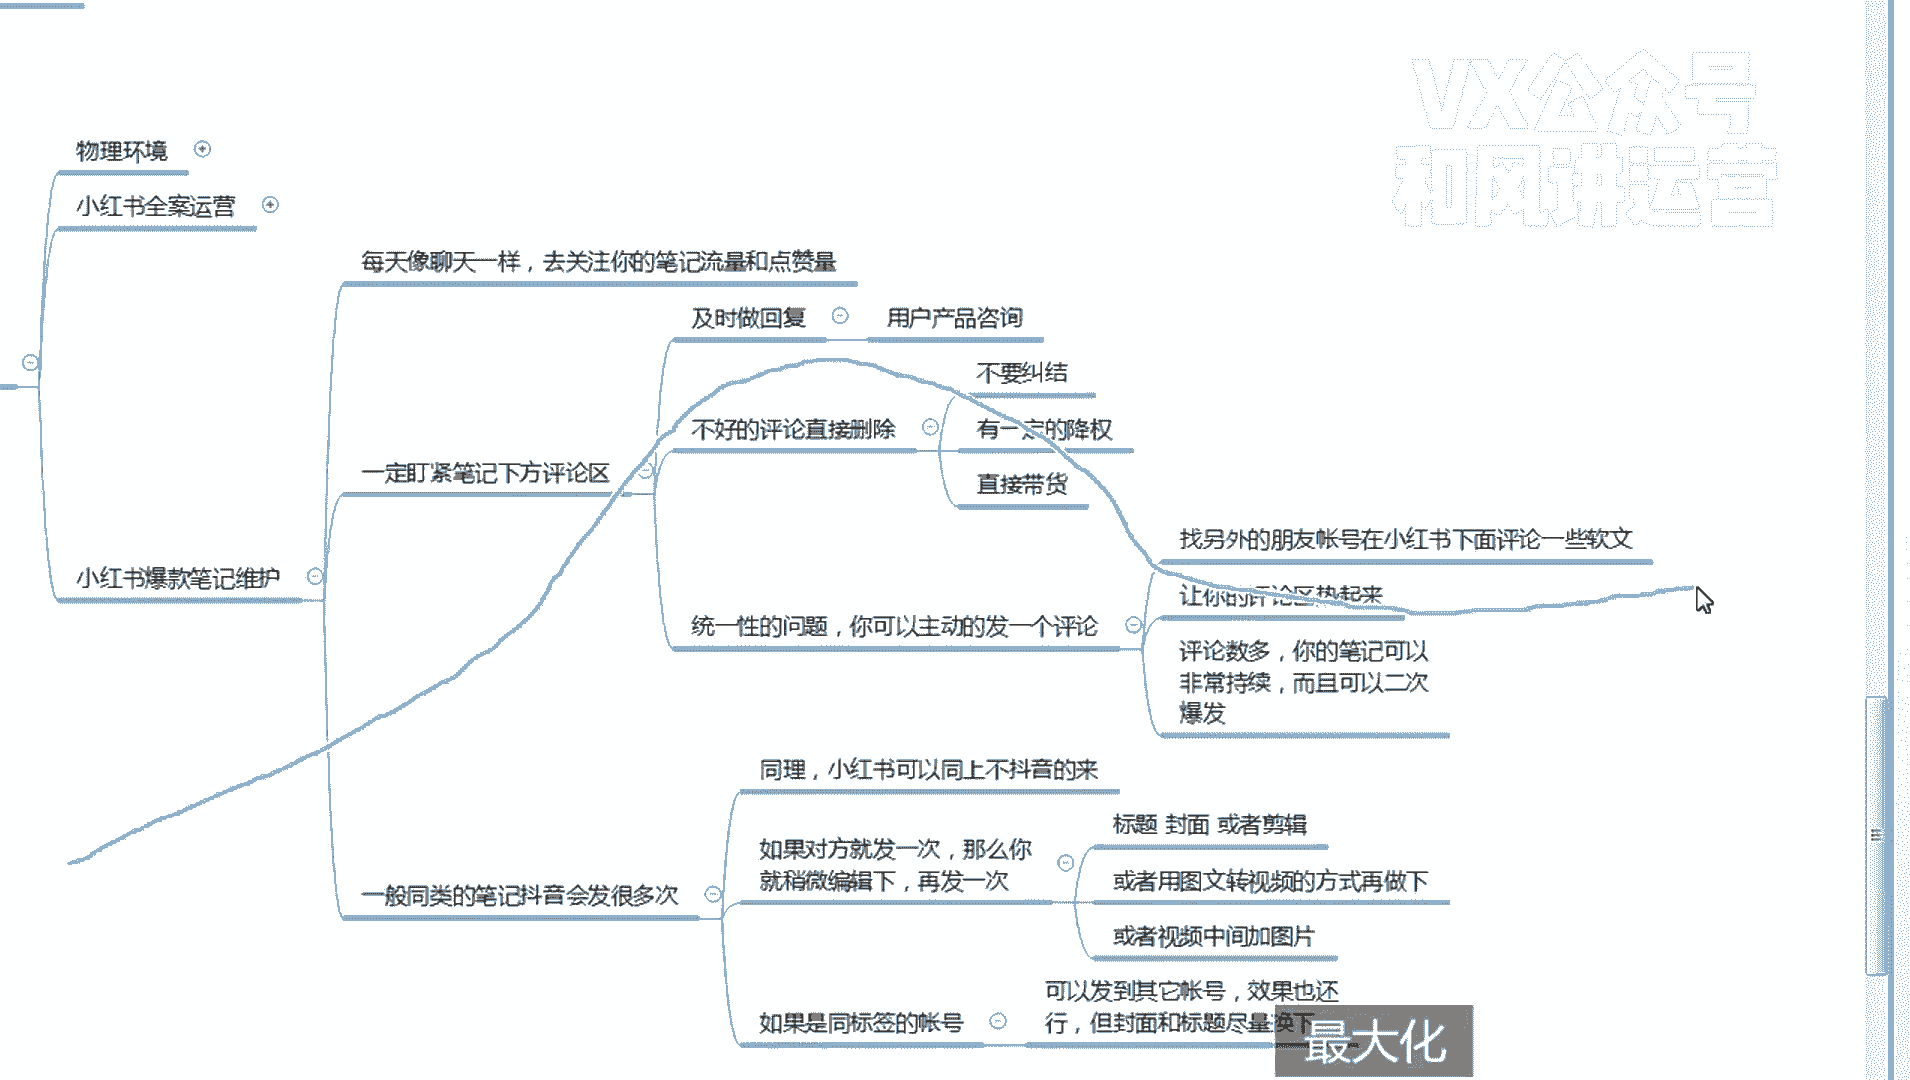 VX公众号
和风讲运营
物理环境
小红书全案运营
每天像聊天一样，去关注你的笔记流量和点赞量
及时做回复
用户产品咨询
不要纠结
不好的评论直接删除
有一定的降权
一定盯紧笔记下方评论区
直接带货
找另外的朋友帐号在小红书下面评论一些软文
小红书爆款笔记维护
让你的评论区热起来
统一性的问题，你可以主动的发一个评论
评论数多，你的笔记可以
非常持续，而且可以二次
爆发
同理，小红书可以同上不抖音的来
标题 封面 或者剪辑
如果对方就发一次，那么你
就稍微编辑下，再发一次
或者用图文转视频的方式再做下
一般同类的笔记抖音会发很多次
或者视频中间加图片
可以发到其它帐号，效果也还
行，但封面和标题尽量换下
如果是同标签的帐号
最大化